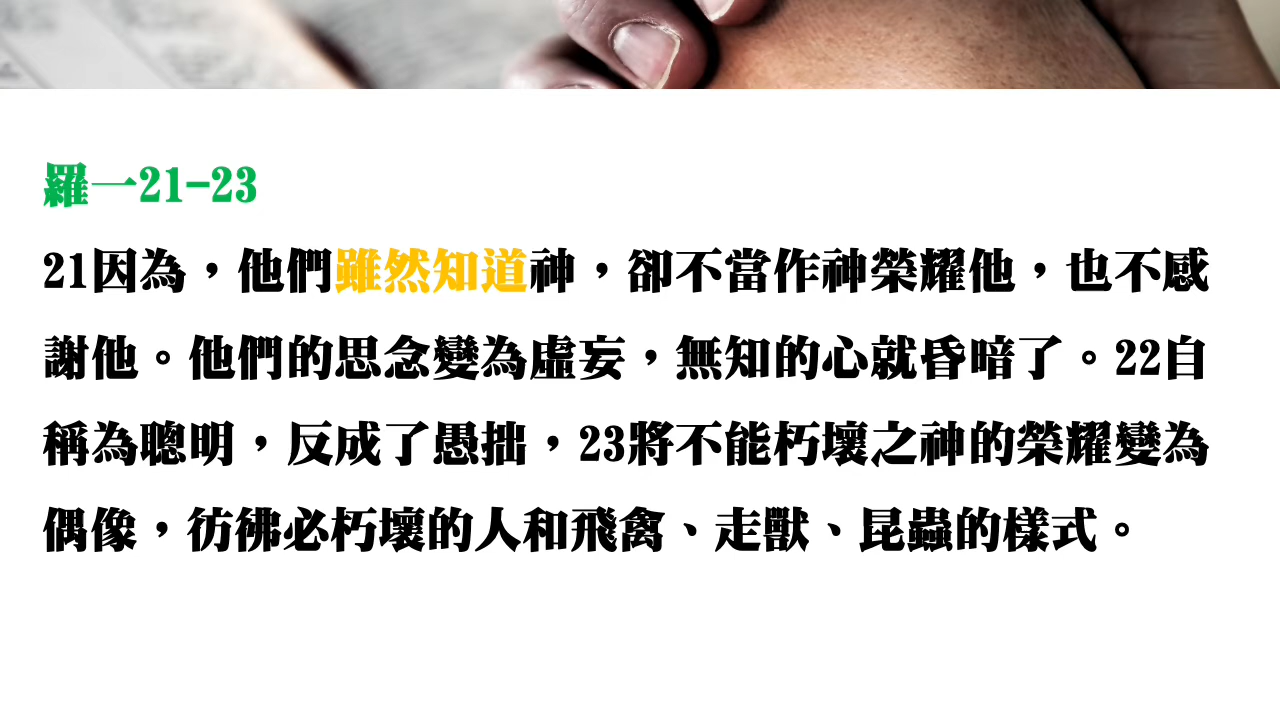 羅一21-23
21因為，他們雖然知道神，卻不當作神榮耀他，也不感
謝他。他們的思念變為虛妄，無知的心就昏暗了。22自
稱為聰明，反成了愚拙，23將不能朽壞之神的榮耀變為
偶像，彷彿必朽壞的人和飛禽、走獸、昆蟲的樣式。